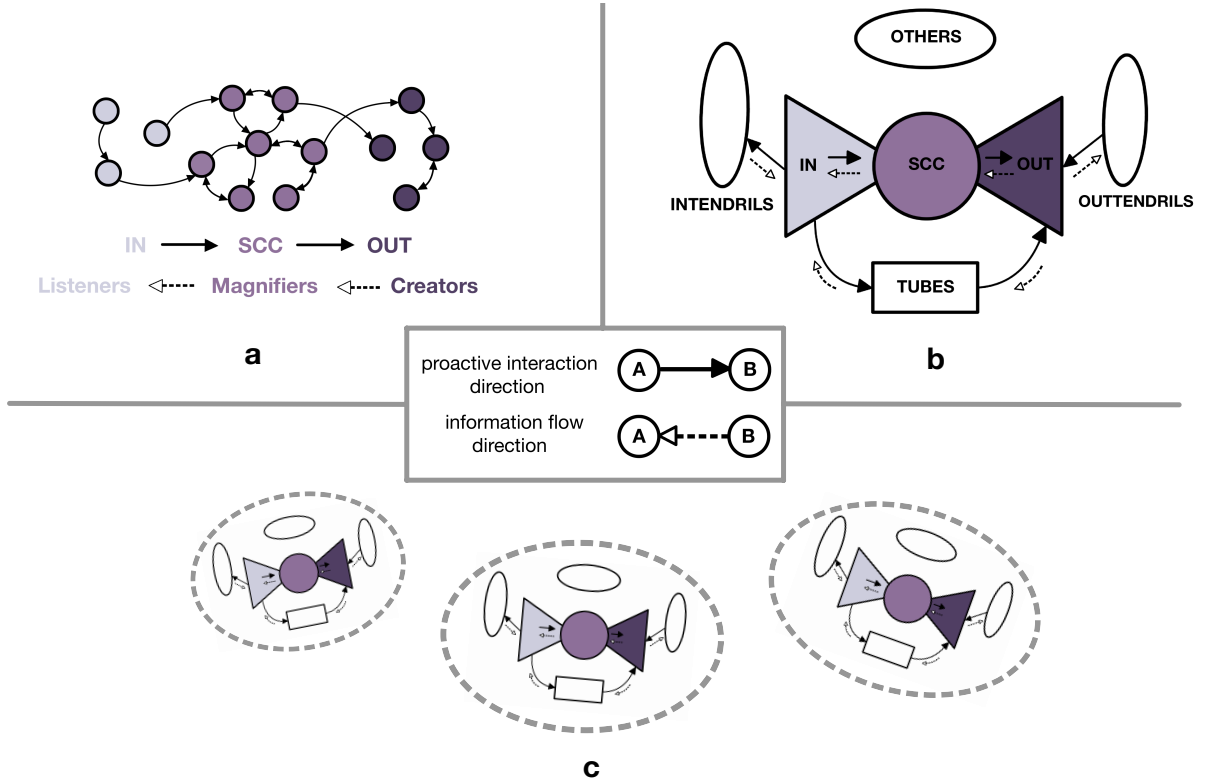 IN SCC OUT
Listeners Magnifiers Creators
a
OTHERS
IN SCC OUT
INTENDRILS
OUTTENDRILS
TUBES
b
proactive interaction
direction
A B
information flow
direction
A B
c